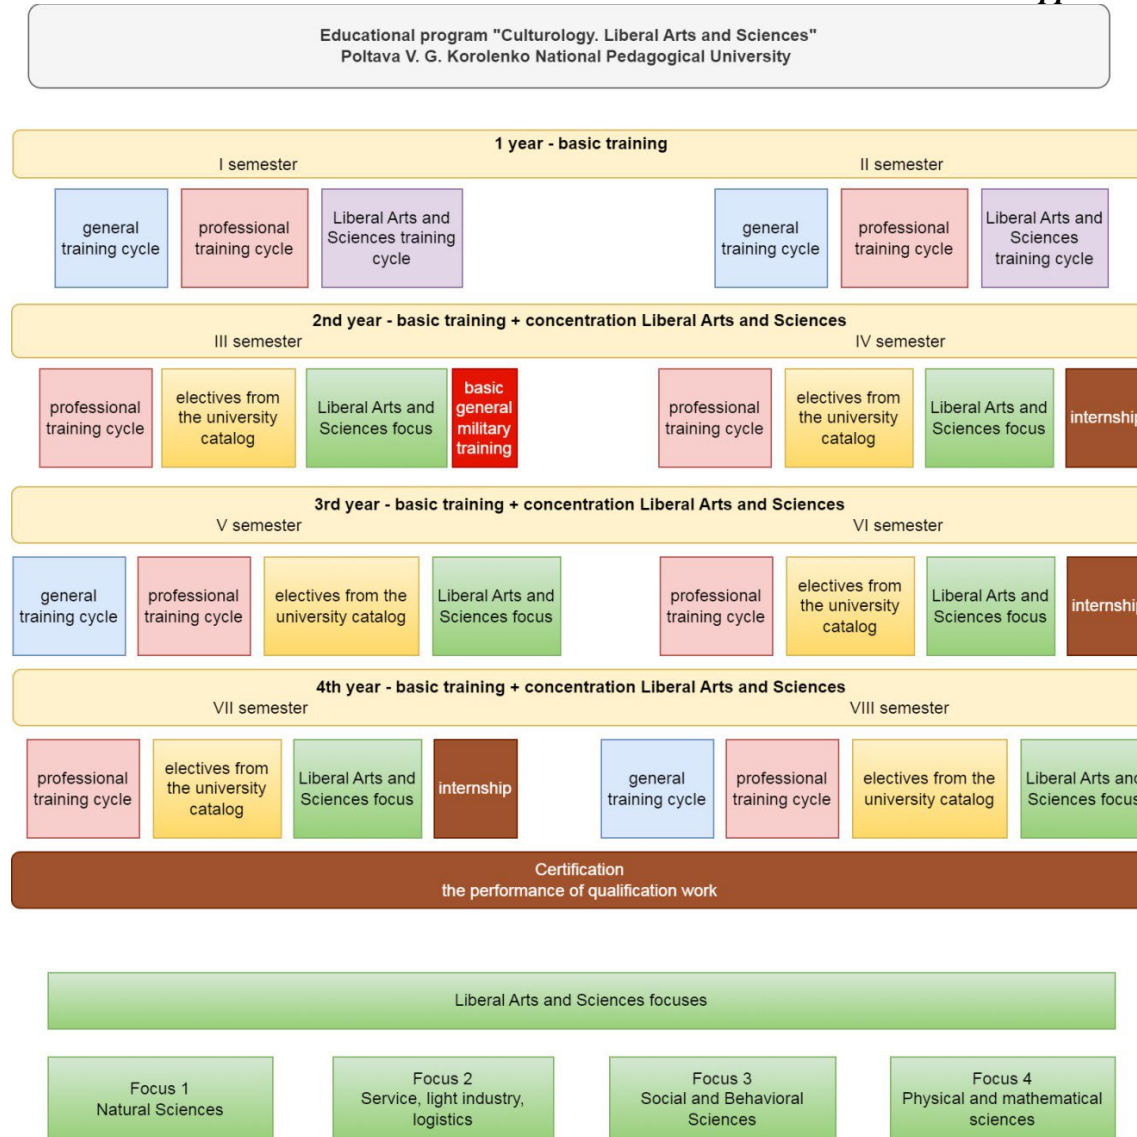 Educational program "Culturology. Liberal Arts and Sciences"
Poltava V. G. Korolenko National Pedagogical University
1 year - basic training
I semester
II semester
general
training cycle
professional
training cycle
Liberal Arts and
Sciences training
cycle
general
training cycle
professional
training cycle
Liberal Arts and
Sciences
training cycle
2nd year - basic training + concentration Liberal Arts and Sciences
III semester
IV semester
professional
training cycle
electives from
the university
catalog
Liberal Arts and
Sciences focus
basic
general
military
training
professional
training cycle
electives from
the university
catalog
Liberal Arts and
Sciences focus
internship
3rd year - basic training + concentration Liberal Arts and Sciences
V semester
VI semester
general
training cycle
professional
training cycle
electives from the
university catalog
Liberal Arts and
Sciences focus
professional
training cycle
electives from
the university
catalog
Liberal Arts and
Sciences focus
internship
4th year - basic training + concentration Liberal Arts and Sciences
VII semester
VIII semester
professional
training cycle
electives from
the university
catalog
Liberal Arts and
Sciences focus
internship
general
training cycle
professional
training cycle
electives from the
university catalog
Liberal Arts and
Sciences focus
Certification
the performance of qualification work
Liberal Arts and Sciences focuses
Focus 1
Natural Sciences
Focus 2
Service, light industry,
logistics
Focus 3
Social and Behavioral
Sciences
Focus 4
Physical and mathematical
sciences